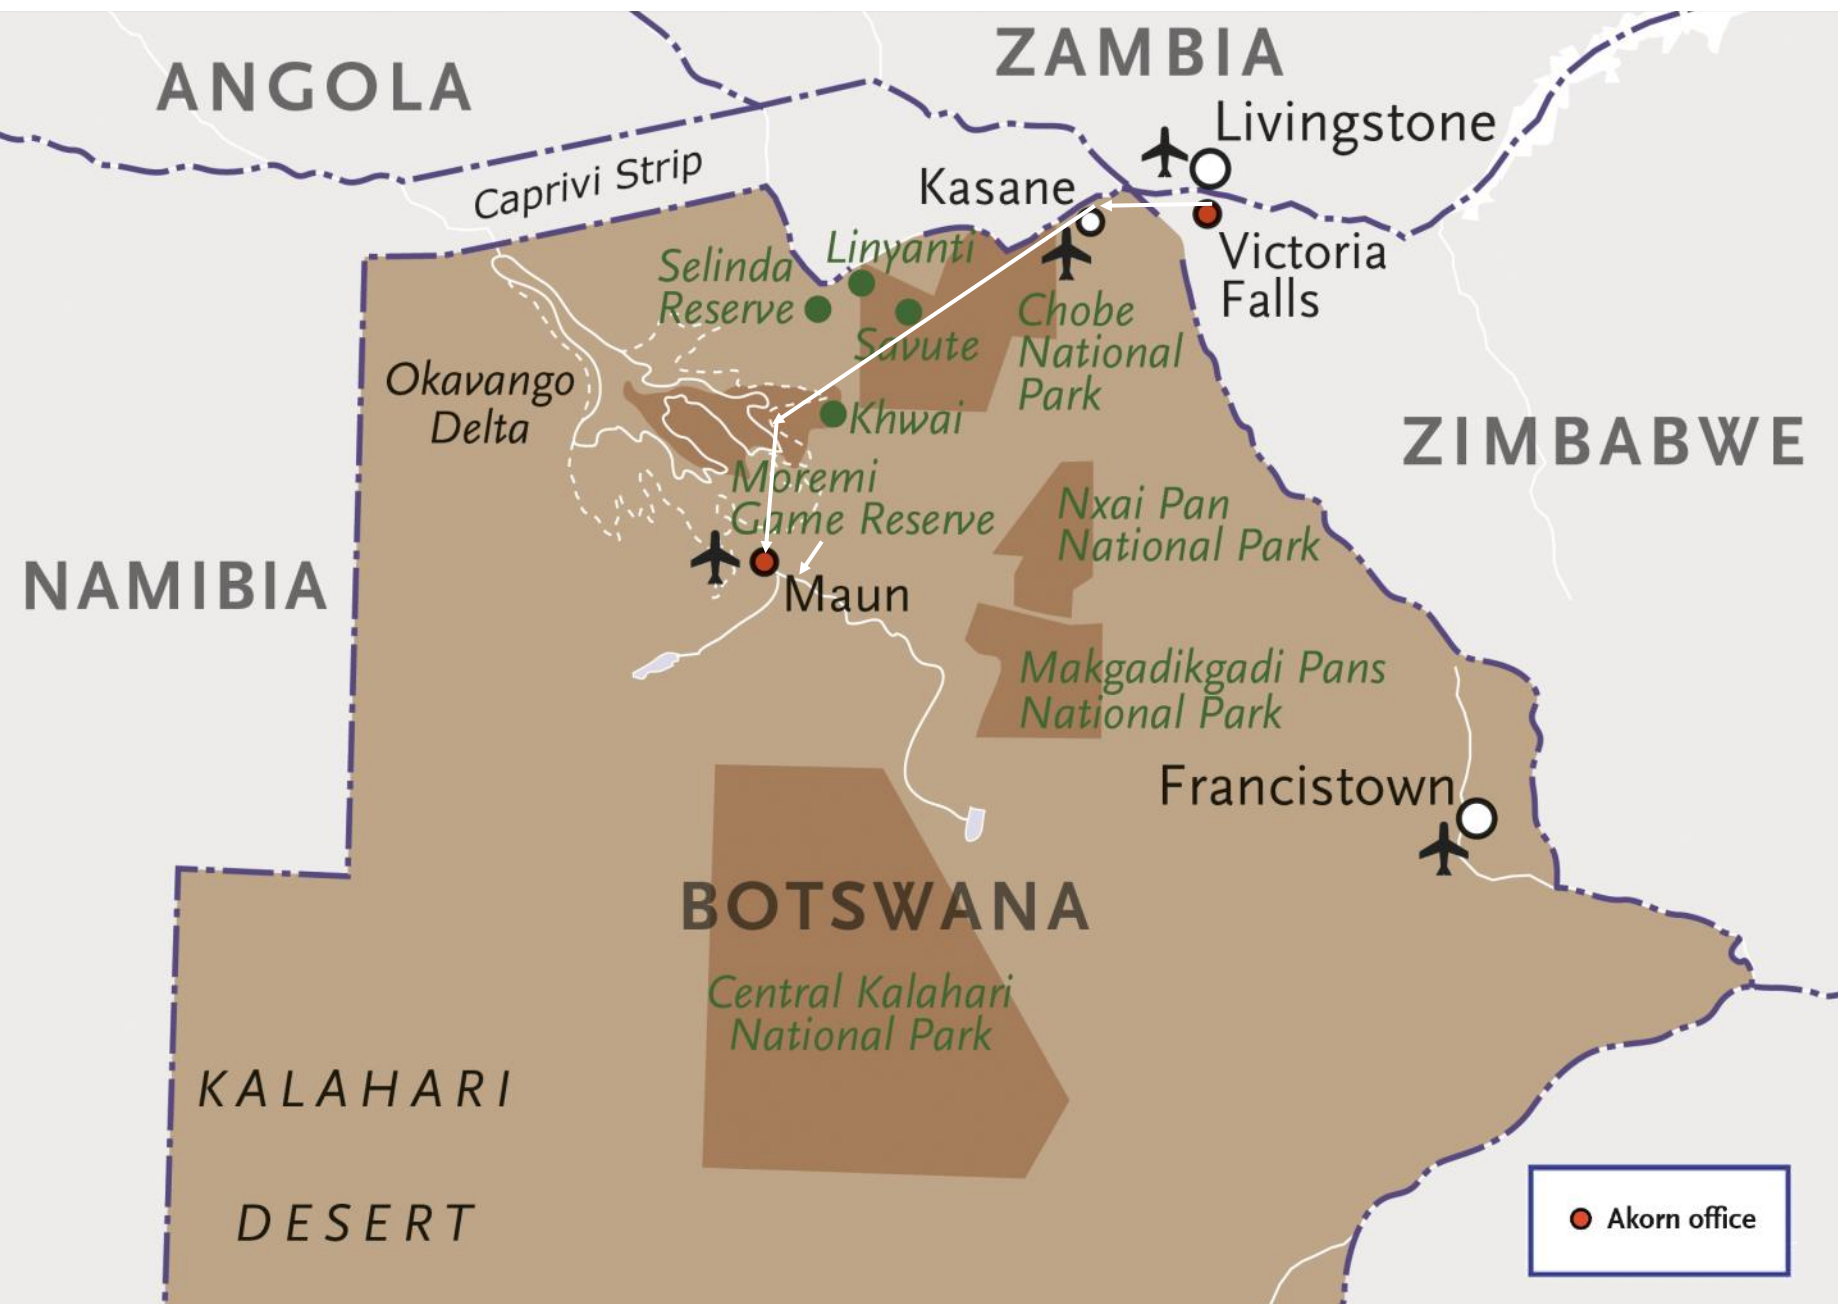 ZAMBIA
ANGOLA
Livingstone
Caprivi Strip
Kasane
Victoria
Falls
Linyanti
Selinda
Reserve
Chobe
National
Park
Savute
Okavango
Delta
Khwai
ZIMBABWE
Moremi
Game Reserve
Nxai Pan
National Park
NAMIBIA
Maun
Makgadikgadi Pans
National Park
Francistown
BOTSWANA
Central Kalahari
National Park
KALAHARI
DESERT
Akorn office